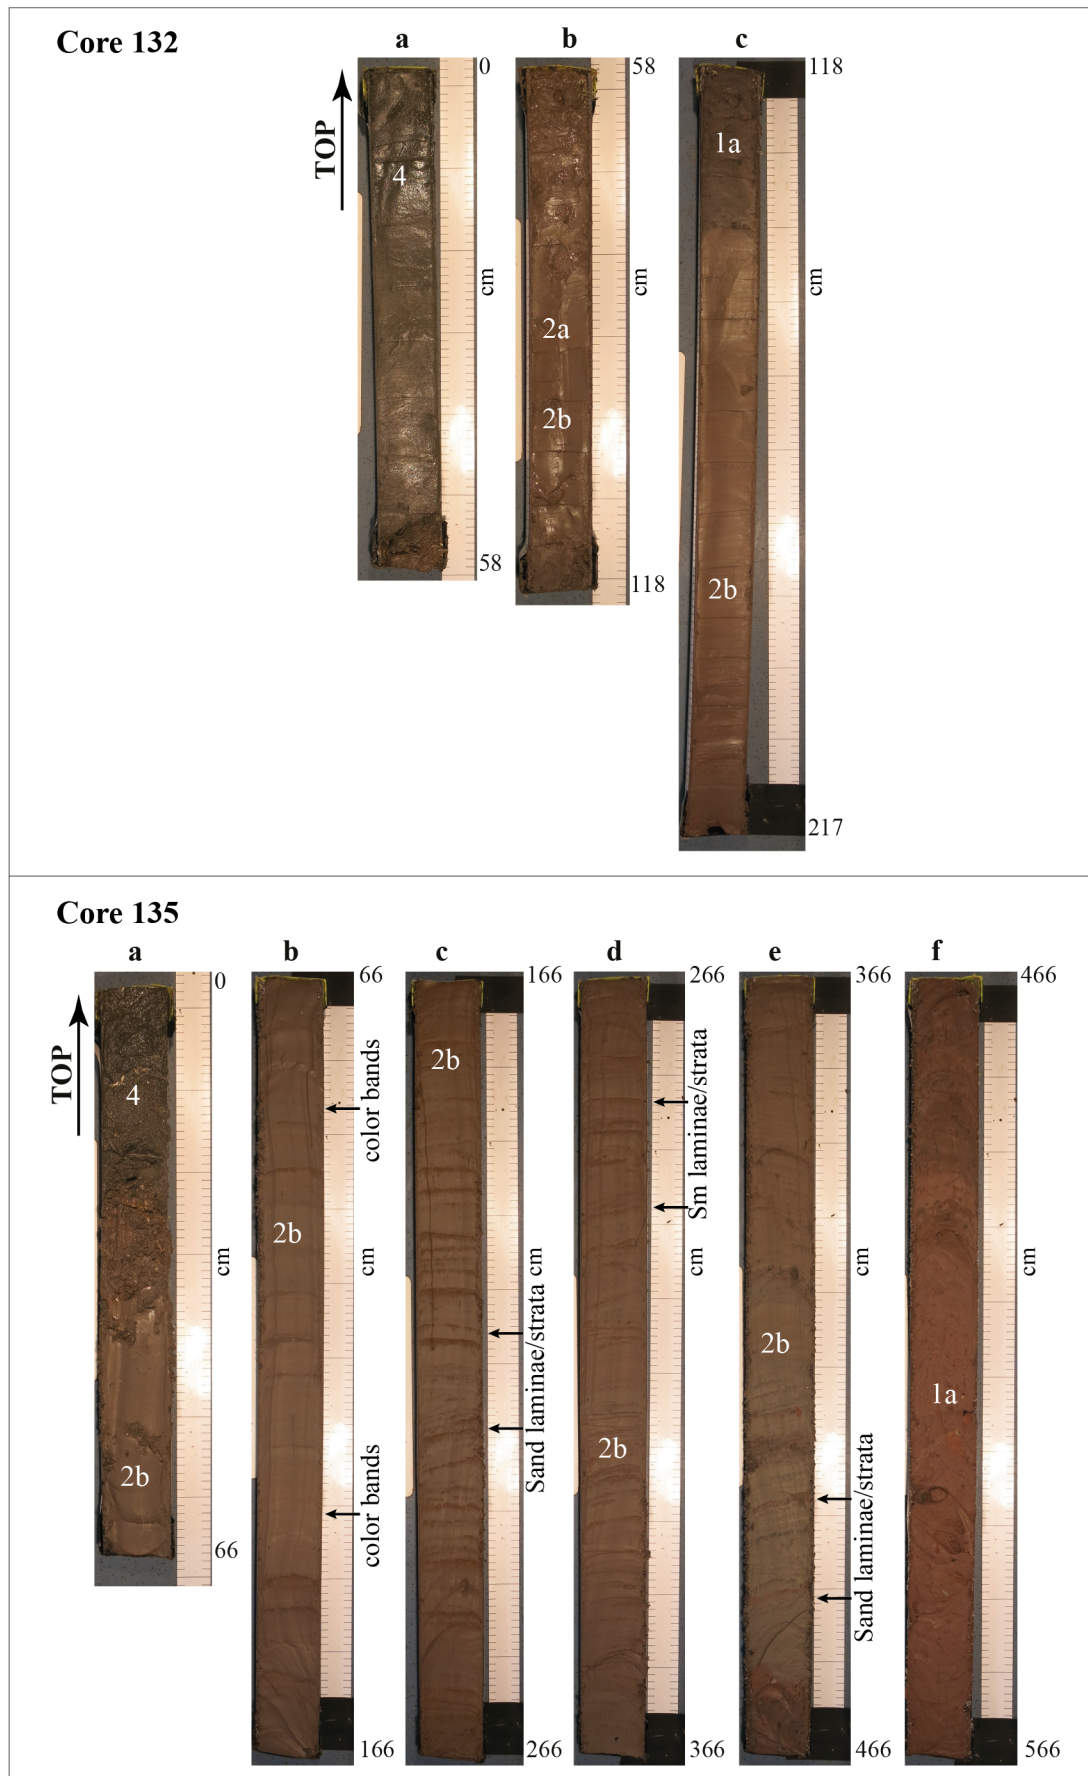 Core 132
a
b
c
0
58
118
TOP
4
1a
cm
cm
2a
2b
58
118
2b
217
Core 135
a
b
c
d
e
f
0
66
166
266
366
466
TOP
4
2b
color bands
Sm laminae/strata
2b
cm
cm
cm
cm
cm
cm
Sand laminae/strata
2b
1a
2b
2b
color bands
Sand laminae/strata
66
166
266
366
466
566